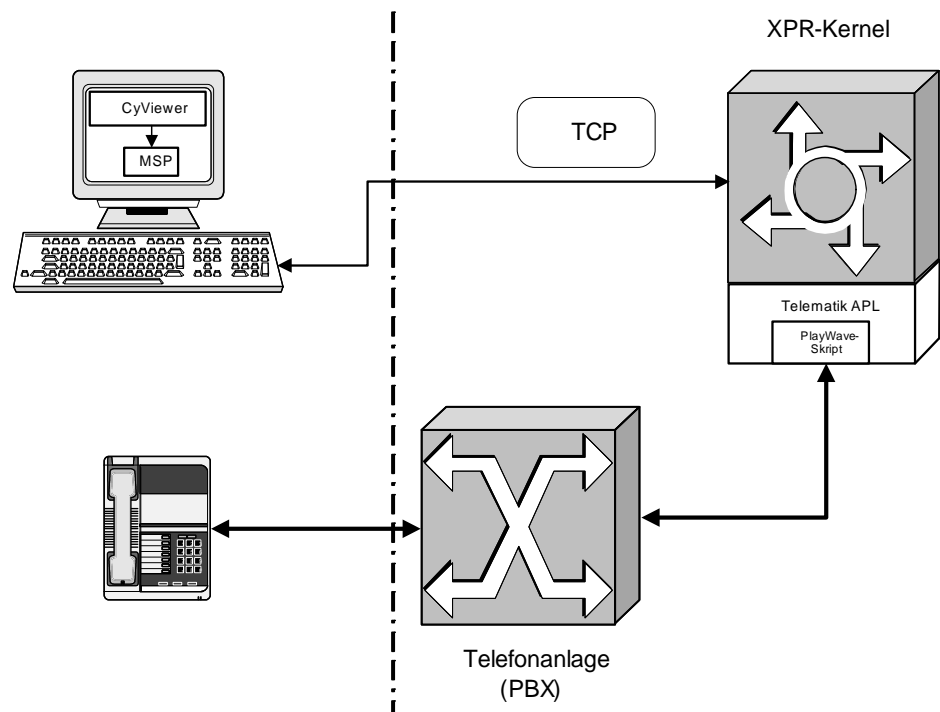 XPR-Kernel
CyViewer
MSP
TCP
Telematik APL
PlayWave-
Skript
Telefonanlage
(PBX)